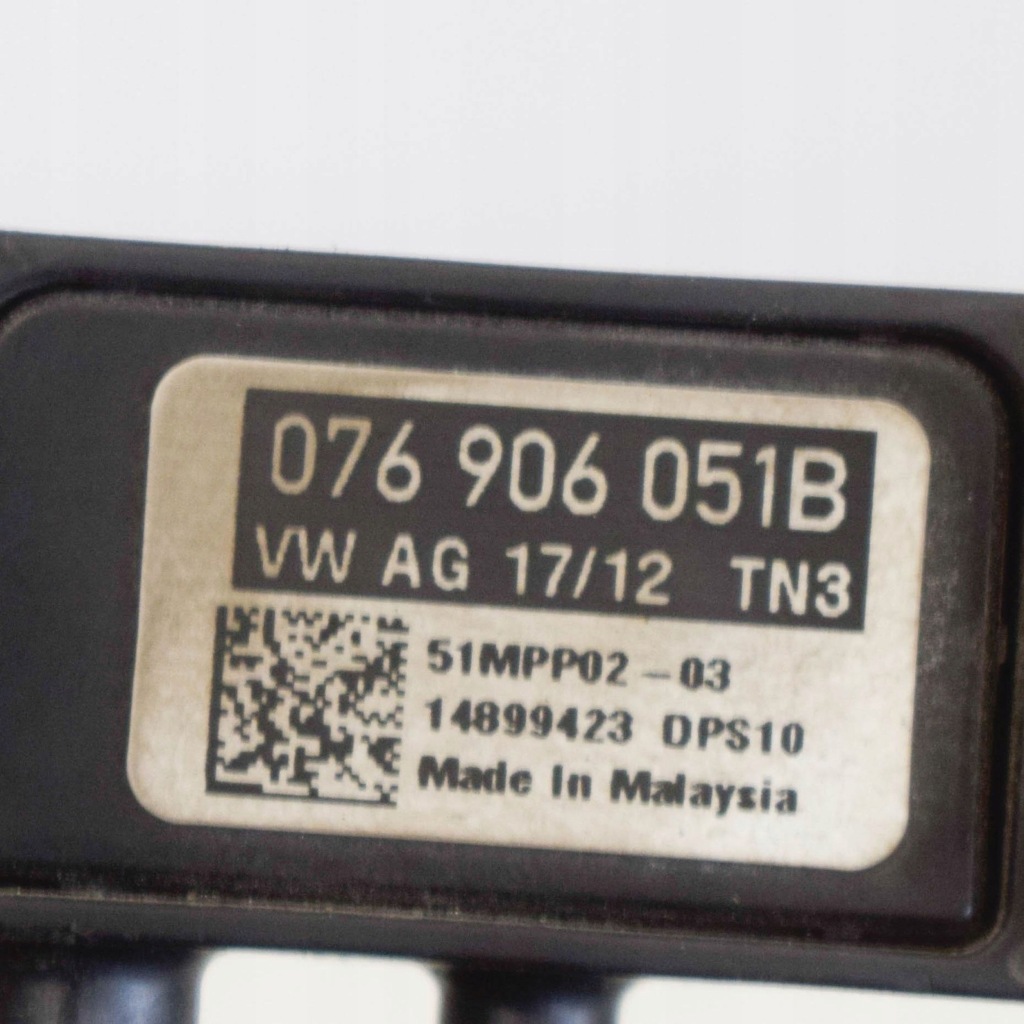 076 906 051B
VW AG 17/12 TN3
51MPP02-03
14899423 DPS10
Made In Malaysia